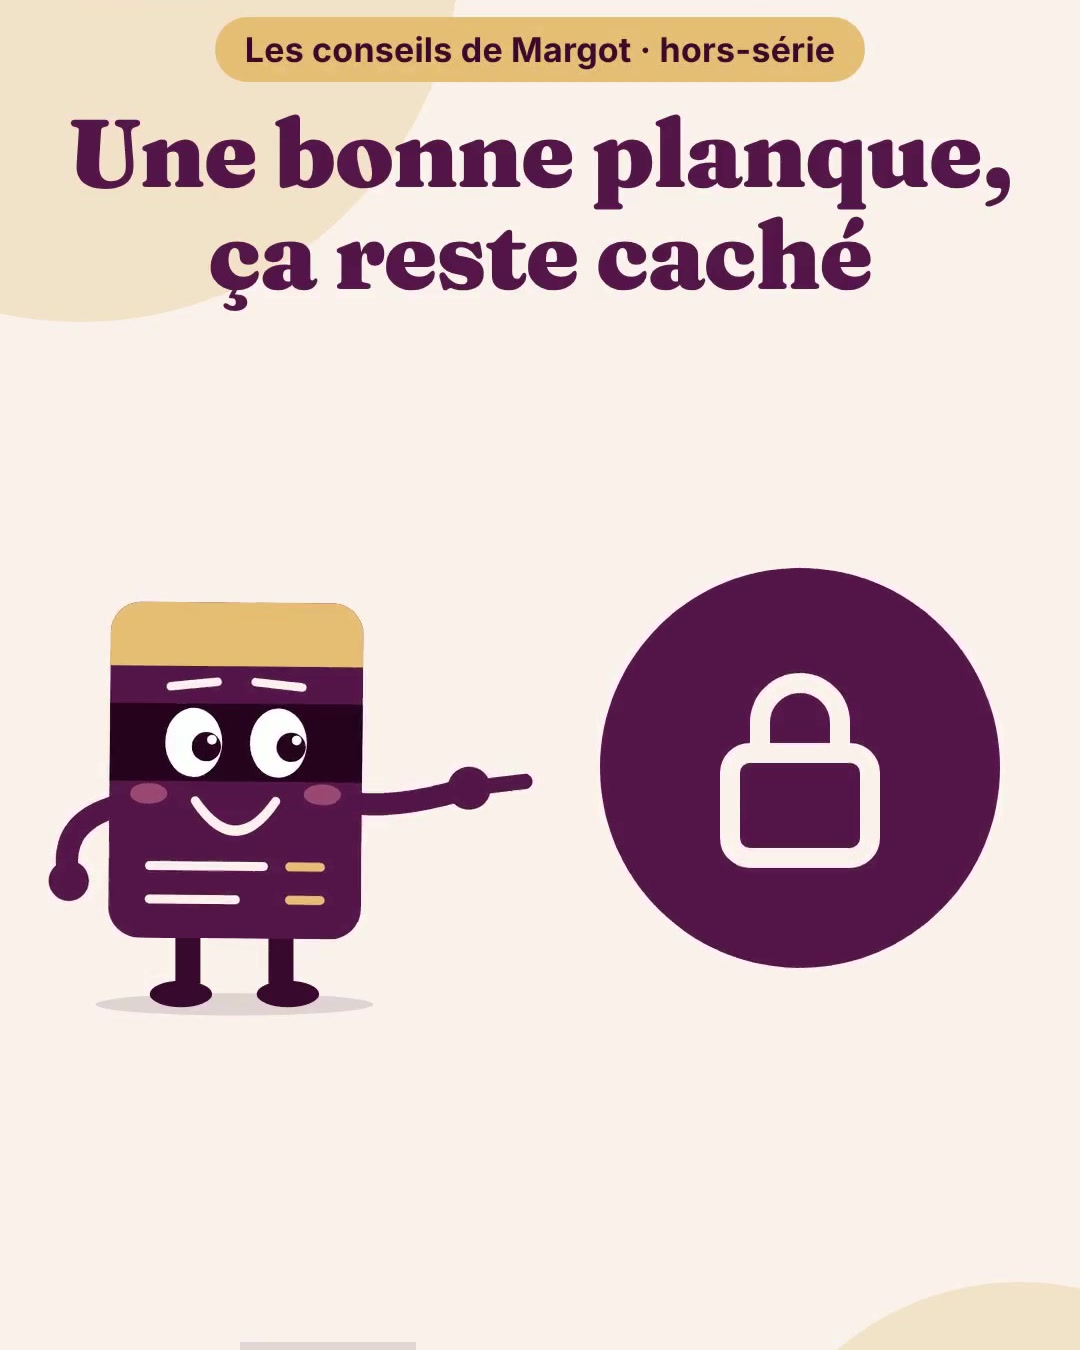 Les conseils de Margot · hors-série
Une bonne planque,
ça reste caché